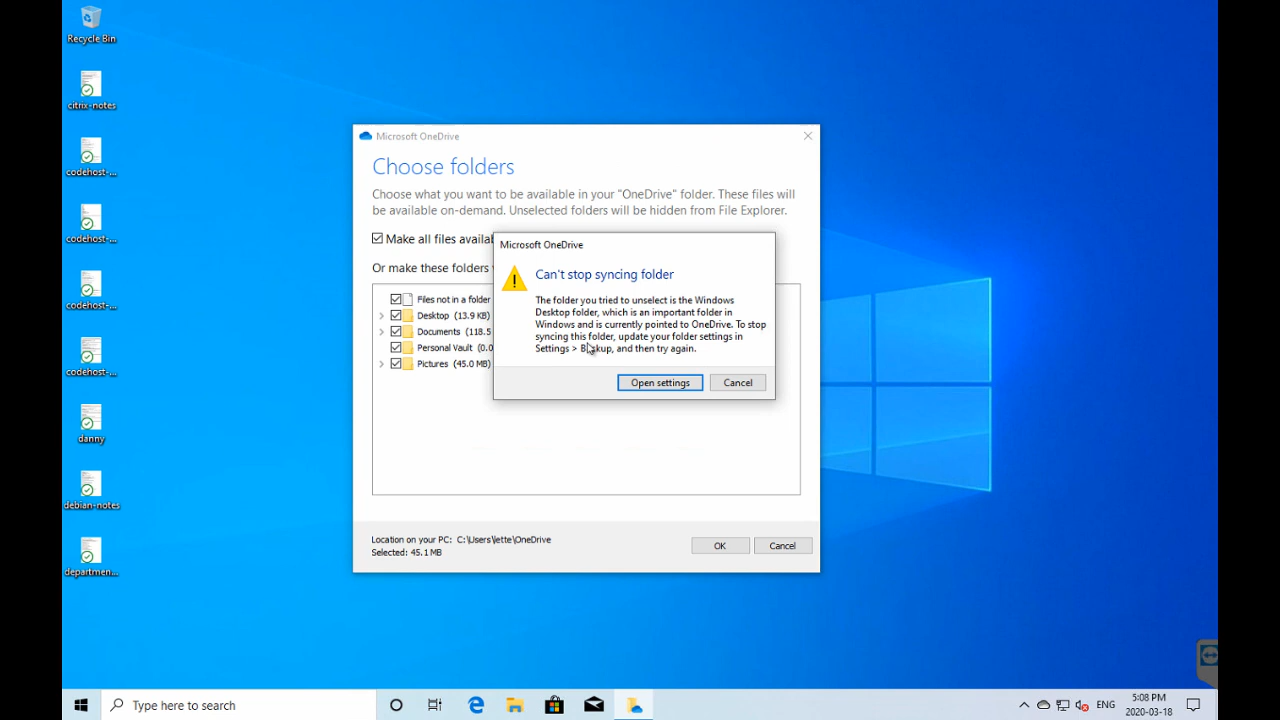 Recycle Bin
citrix-notes
codehost-...
codehost-...
codehost-...
codehost-...
danny
debian-notes
departmen...
Microsoft OneDrive
Choose folders
Choose what you want to be available in your "OneDrive" folder. These files will
be available on-demand. Unselected folders will be hidden from File Explorer.
Make all files availab
Or make these folders
Files not in a folder
Desktop (13.9 KB)
Documents (118.5
Personal Vault (0.0
Pictures (45.0 MB)
Microsoft OneDrive
Can't stop syncing folder
The folder you tried to unselect is the Windows
Desktop folder, which is an important folder in
Windows and is currently pointed to OneDrive. To stop
syncing this folder, update your folder settings in
Settings > Backup, and then try again.
Open settings
Cancel
Location on your PC: C:\Users\lette\OneDrive
Selected: 45.1 MB
OK
Cancel
Type here to search
ENG
5:08 PM
2020-03-18